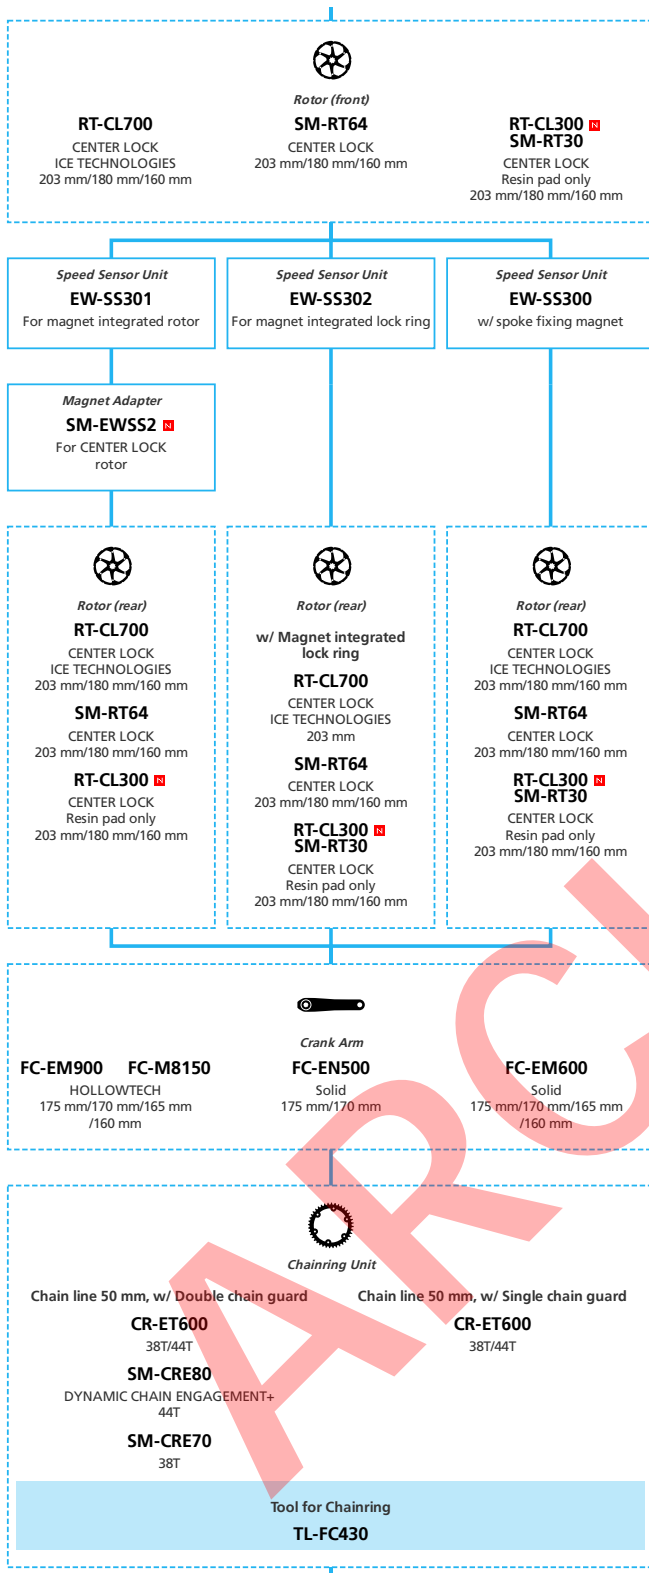 Rotor (front)
RT-CL700
CENTER LOCK
ICE TECHNOLOGIES
203 mm/180 mm/160 mm
SM-RT64
CENTER LOCK
203 mm/180 mm/160 mm
RT-CL300 N
SM-RT30
CENTER LOCK
Resin pad only
203 mm/180 mm/160 mm
Speed Sensor Unit
EW-SS301
For magnet integrated rotor
Speed Sensor Unit
EW-SS302
For magnet integrated lock ring
Speed Sensor Unit
EW-SS300
w/ spoke fixing magnet
Magnet Adapter
SM-EWSS2 N
For CENTER LOCK
rotor
Rotor (rear)
RT-CL700
CENTER LOCK
ICE TECHNOLOGIES
203 mm/180 mm/160 mm
SM-RT64
CENTER LOCK
203 mm/180 mm/160 mm
RT-CL300 N
CENTER LOCK
Resin pad only
203 mm/180 mm/160 mm
Rotor (rear)
w/ Magnet integrated
lock ring
RT-CL700
CENTER LOCK
ICE TECHNOLOGIES
203 mm
SM-RT64
CENTER LOCK
203 mm/180 mm/160 mm
RT-CL300 N
SM-RT30
CENTER LOCK
Resin pad only
203 mm/180 mm/160 mm
Rotor (rear)
RT-CL700
CENTER LOCK
ICE TECHNOLOGIES
203 mm/180 mm/160 mm
SM-RT64
CENTER LOCK
203 mm/180 mm/160 mm
RT-CL300 N
SM-RT30
CENTER LOCK
Resin pad only
203 mm/180 mm/160 mm
Crank Arm
FC-EM900 FC-M8150
HOLLOWTECH
175 mm/170 mm/165 mm
/160 mm
FC-EN500
Solid
175 mm/170 mm
FC-EM600
Solid
175 mm/170 mm/165 mm
/160 mm
Chainring Unit
Chain line 50 mm, w/ Double chain guard
CR-ET600
38T/44T
SM-CRE80
DYNAMIC CHAIN ENGAGEMENT+
44T
SM-CRE70
38T
Chain line 50 mm, w/ Single chain guard
CR-ET600
38T/44T
Tool for Chainring
TL-FC430
ARC